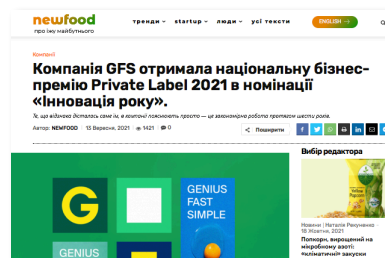 newfood
про їжу майбутнього
тренди
startup
люди
усі тексти
ENGLISH →
Компанії
Компанія GFS отримала національну бізнес-
премію Private Label 2021 в номінації
«Інновація року».
Те, що відзнака дісталась саме їм, в компанії пояснюють просто — це закономірна робота протягом шести років.
Автор: NEWFOOD
13 Вересня, 2021
1421
0
Поширити
Вибір редактора
G
GENIUS
FAST
SIMPLE
GENIUS
Новини | Наталія Рекуненко -
18 Жовтня, 2021
Попкорн, вирощений на
мікробному азоті:
«кліматичні» закуски